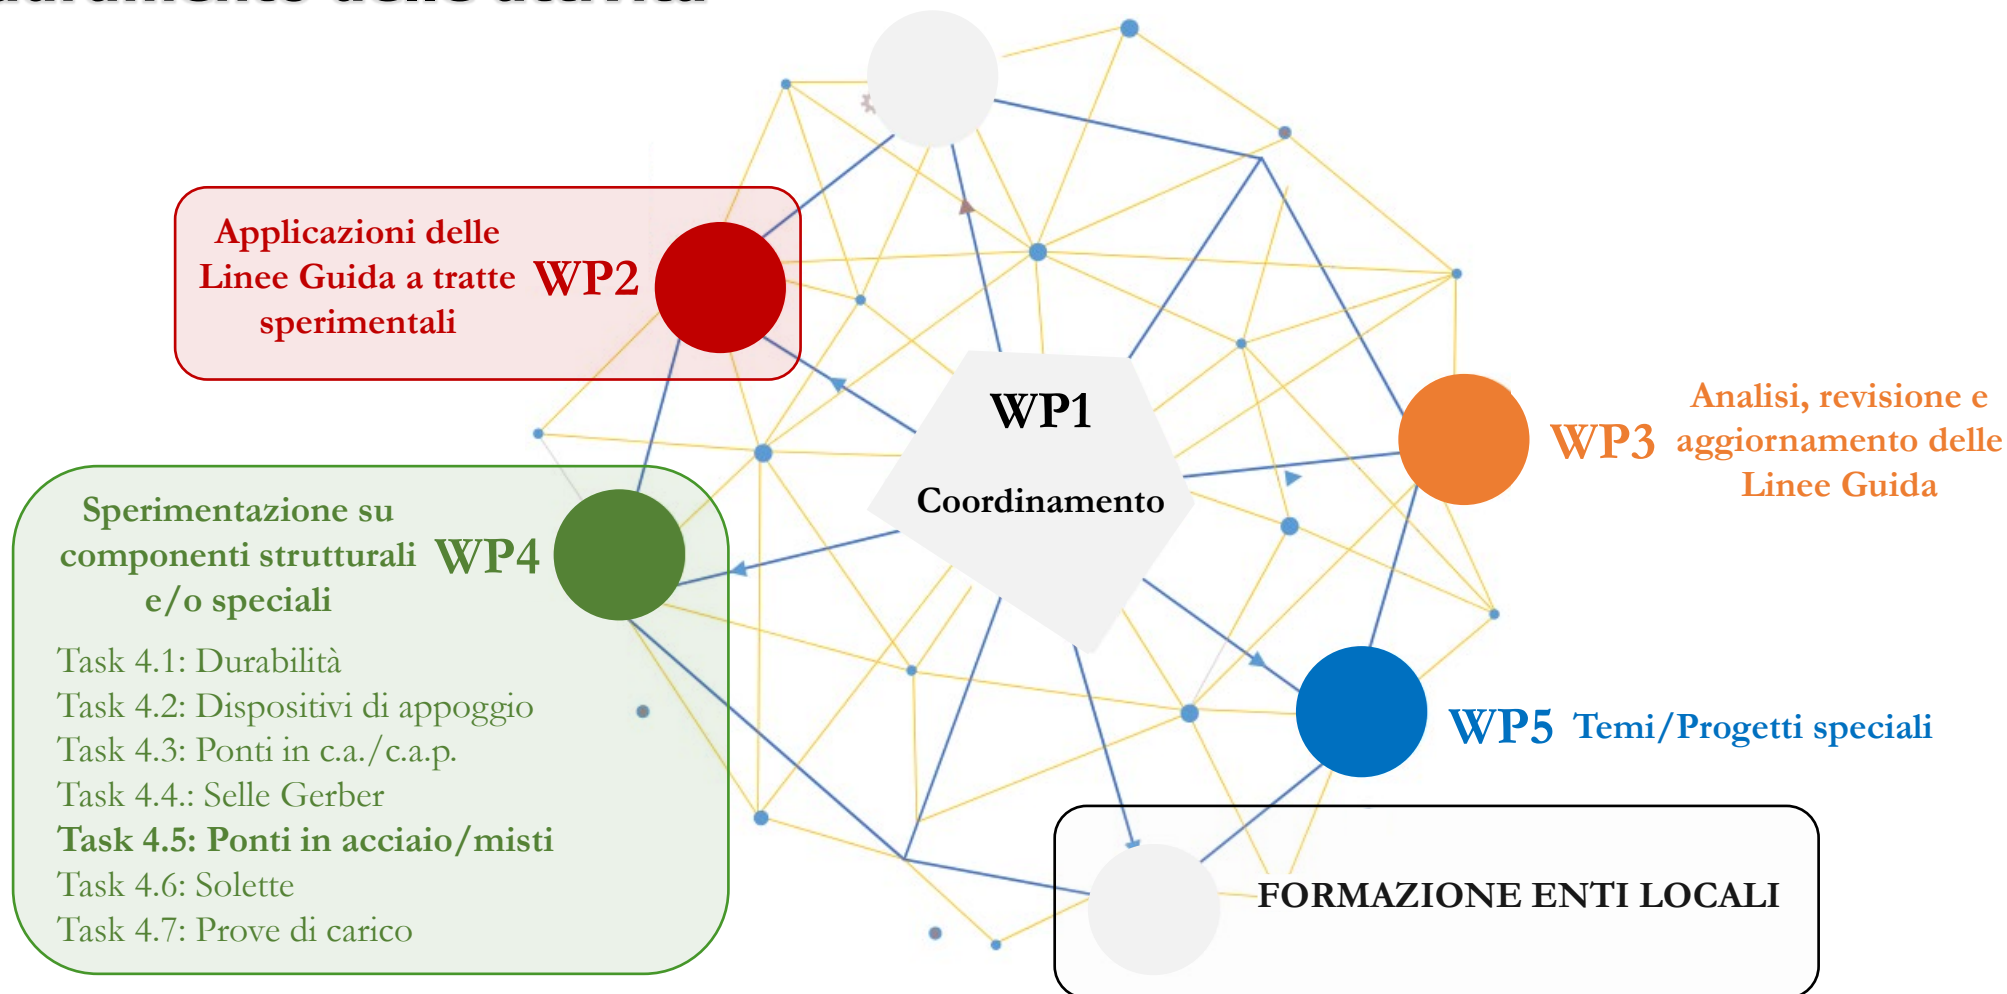 delle attività
Applicazioni delle
Linee Guida a tratte
sperimentali
WP2
WP1
Coordinamento
WP3
Analisi, revisione e
aggiornamento delle
Linee Guida
Sperimentazione su
componenti strutturali
e/o speciali
WP4
Task 4.1: Durabilità
Task 4.2: Dispositivi di appoggio
Task 4.3: Ponti in c.a./c.a.p.
Task 4.4.: Selle Gerber
Task 4.5: Ponti in acciaio/misti
Task 4.6: Solette
Task 4.7: Prove di carico
WP5 Temi/Progetti speciali
FORMAZIONE ENTI LOCALI